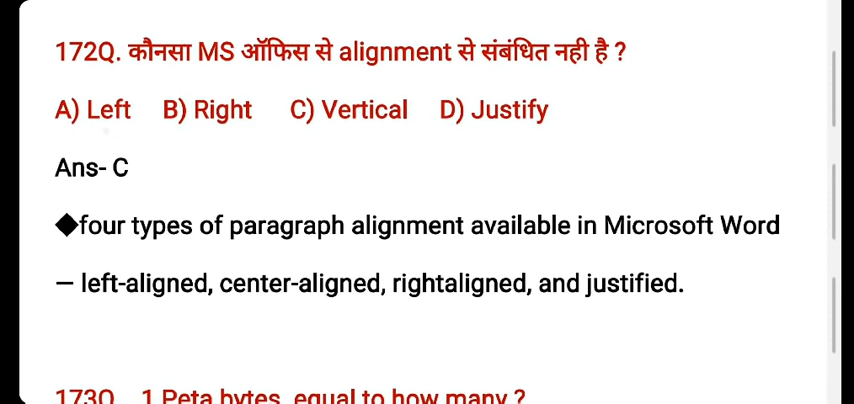 172Q. कौनसा MS ऑफिस से alignment से संबंधित नही है ?
A) Left B) Right C) Vertical D) Justify
Ans- C
◆four types of paragraph alignment available in Microsoft Word
– left-aligned, center-aligned, rightaligned, and justified.
173Q. 1 Peta bytes equal to how many ?